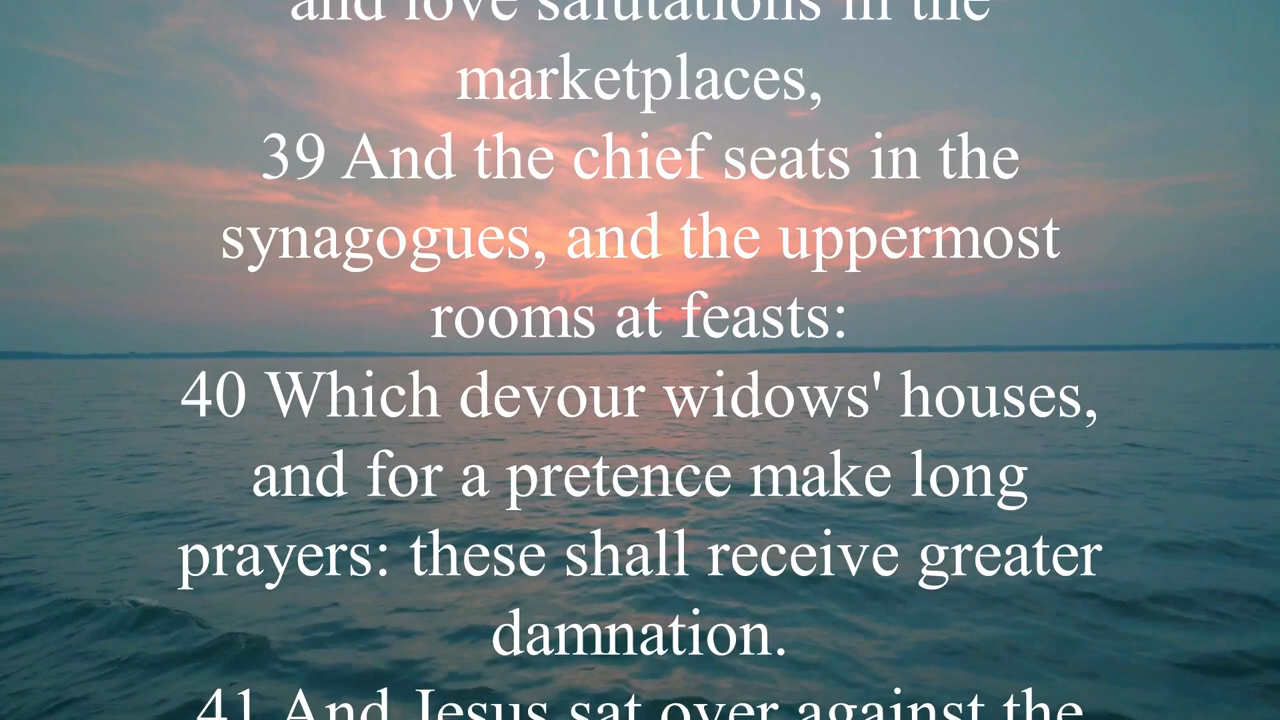 and love salutations in the
marketplaces,
39 And the chief seats in the
synagogues, and the uppermost
rooms at feasts:
40 Which devour widows' houses,
and for a pretence make long
prayers: these shall receive greater
damnation.
41 And Jesus sat over against the